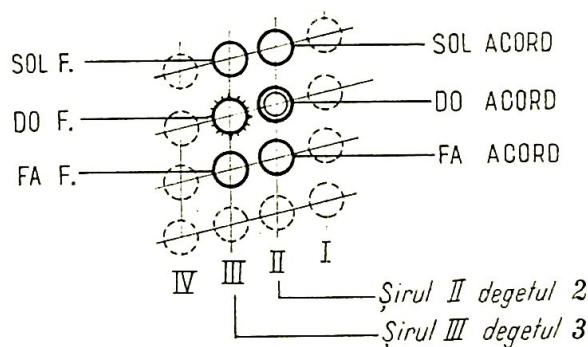 SOL F. SOL ACORD
DO F. DO ACORD
FA F. FA ACORD
IV III II I
Șirul II degetul 2
Șirul III degetul 3